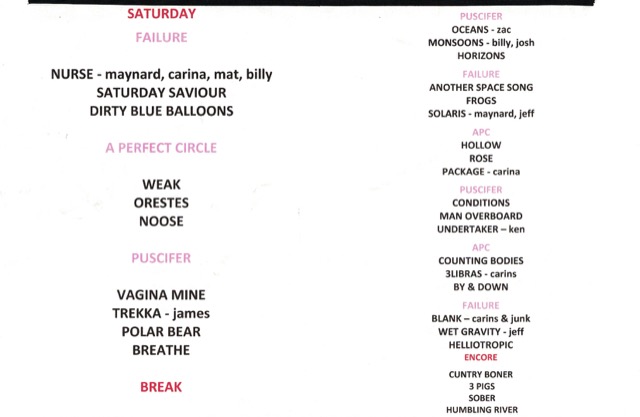 SATURDAY
FAILURE
NURSE - maynard, carina, mat, billy
SATURDAY SAVIOUR
DIRTY BLUE BALLOONS
A PERFECT CIRCLE
WEAK
ORESTES
NOOSE
PUSCIFER
VAGINA MINE
TREKKA - james
POLAR BEAR
BREATHE
BREAK
PUSCIFER
OCEANS - zac
MONSOONS - billy, josh
HORIZONS
FAILURE
ANOTHER SPACE SONG
FROGS
SOLARIS - maynard, jeff
APC
HOLLOW
ROSE
PACKAGE - carina
PUSCIFER
CONDITIONS
MAN OVERBOARD
UNDERTAKER – ken
APC
COUNTING BODIES
3LIBRAS - carins
BY & DOWN
FAILURE
BLANK – carins & junk
WET GRAVITY - jeff
HELLIOTROPIC
ENCORE
CUNTRY BONER
3 PIGS
SOBER
HUMBLING RIVER